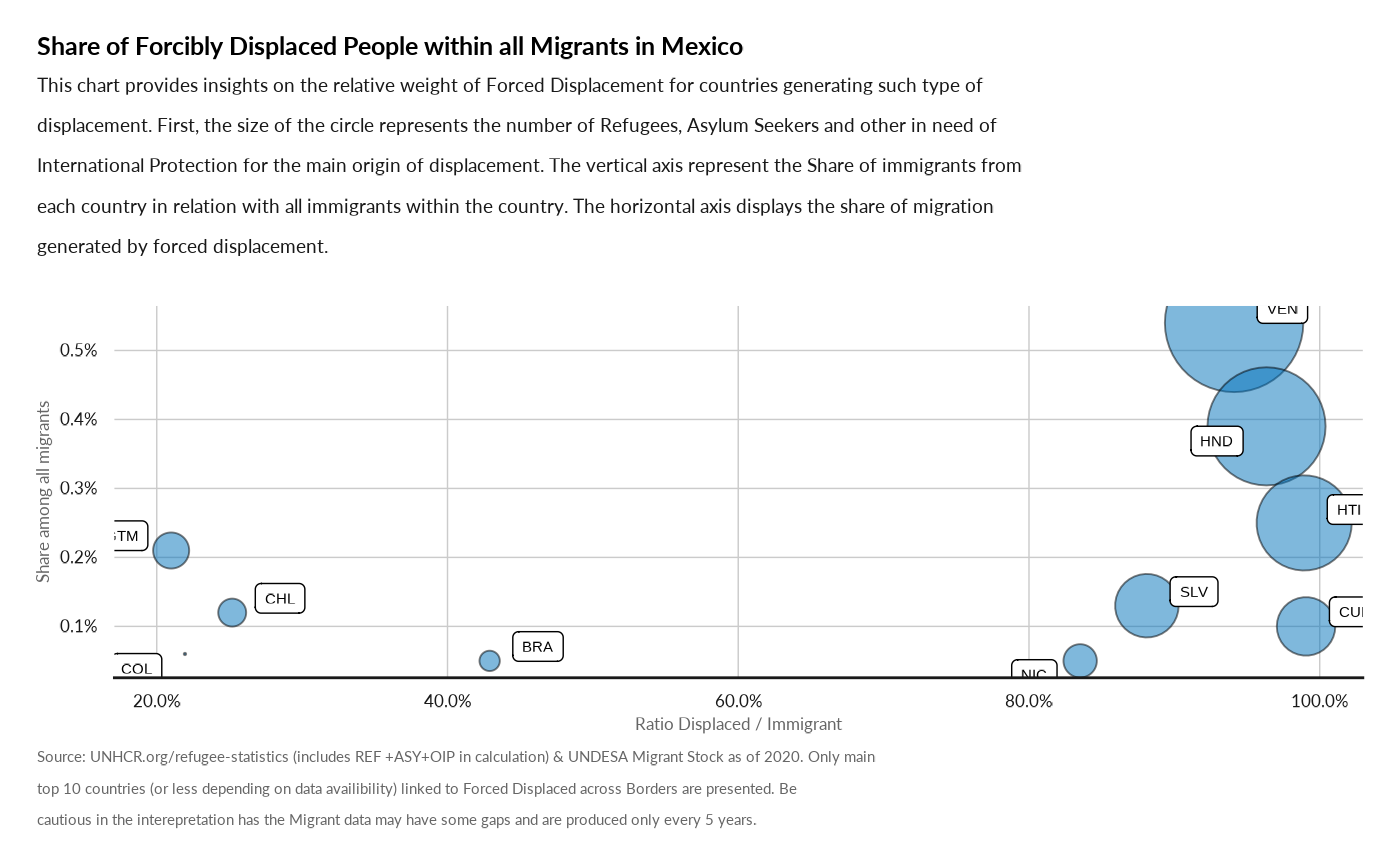 Share of Forcibly Displaced People within all Migrants in Mexico
This chart provides insights on the relative weight of Forced Displacement for countries generating such type of
displacement. First, the size of the circle represents the number of Refugees, Asylum Seekers and other in need of
International Protection for the main origin of displacement. The vertical axis represent the Share of immigrants from
each country in relation with all immigrants within the country. The horizontal axis displays the share of migration
generated by forced displacement.
VEN
0.5%
0.4%
HND
0.3%
HTI
TM
0.2%
CHL
SLV
0.1%
CU
BRA
COL
NIC
Share among all migrants
20.0% 40.0% 60.0% 80.0% 100.0%
Ratio Displaced / Immigrant
Source: UNHCR.org/refugee-statistics (includes REF +ASY+OIP in calculation) & UNDESA Migrant Stock as of 2020. Only main
top 10 countries (or less depending on data availibility) linked to Forced Displaced across Borders are presented. Be
cautious in the interepretation has the Migrant data may have some gaps and are produced only every 5 years.